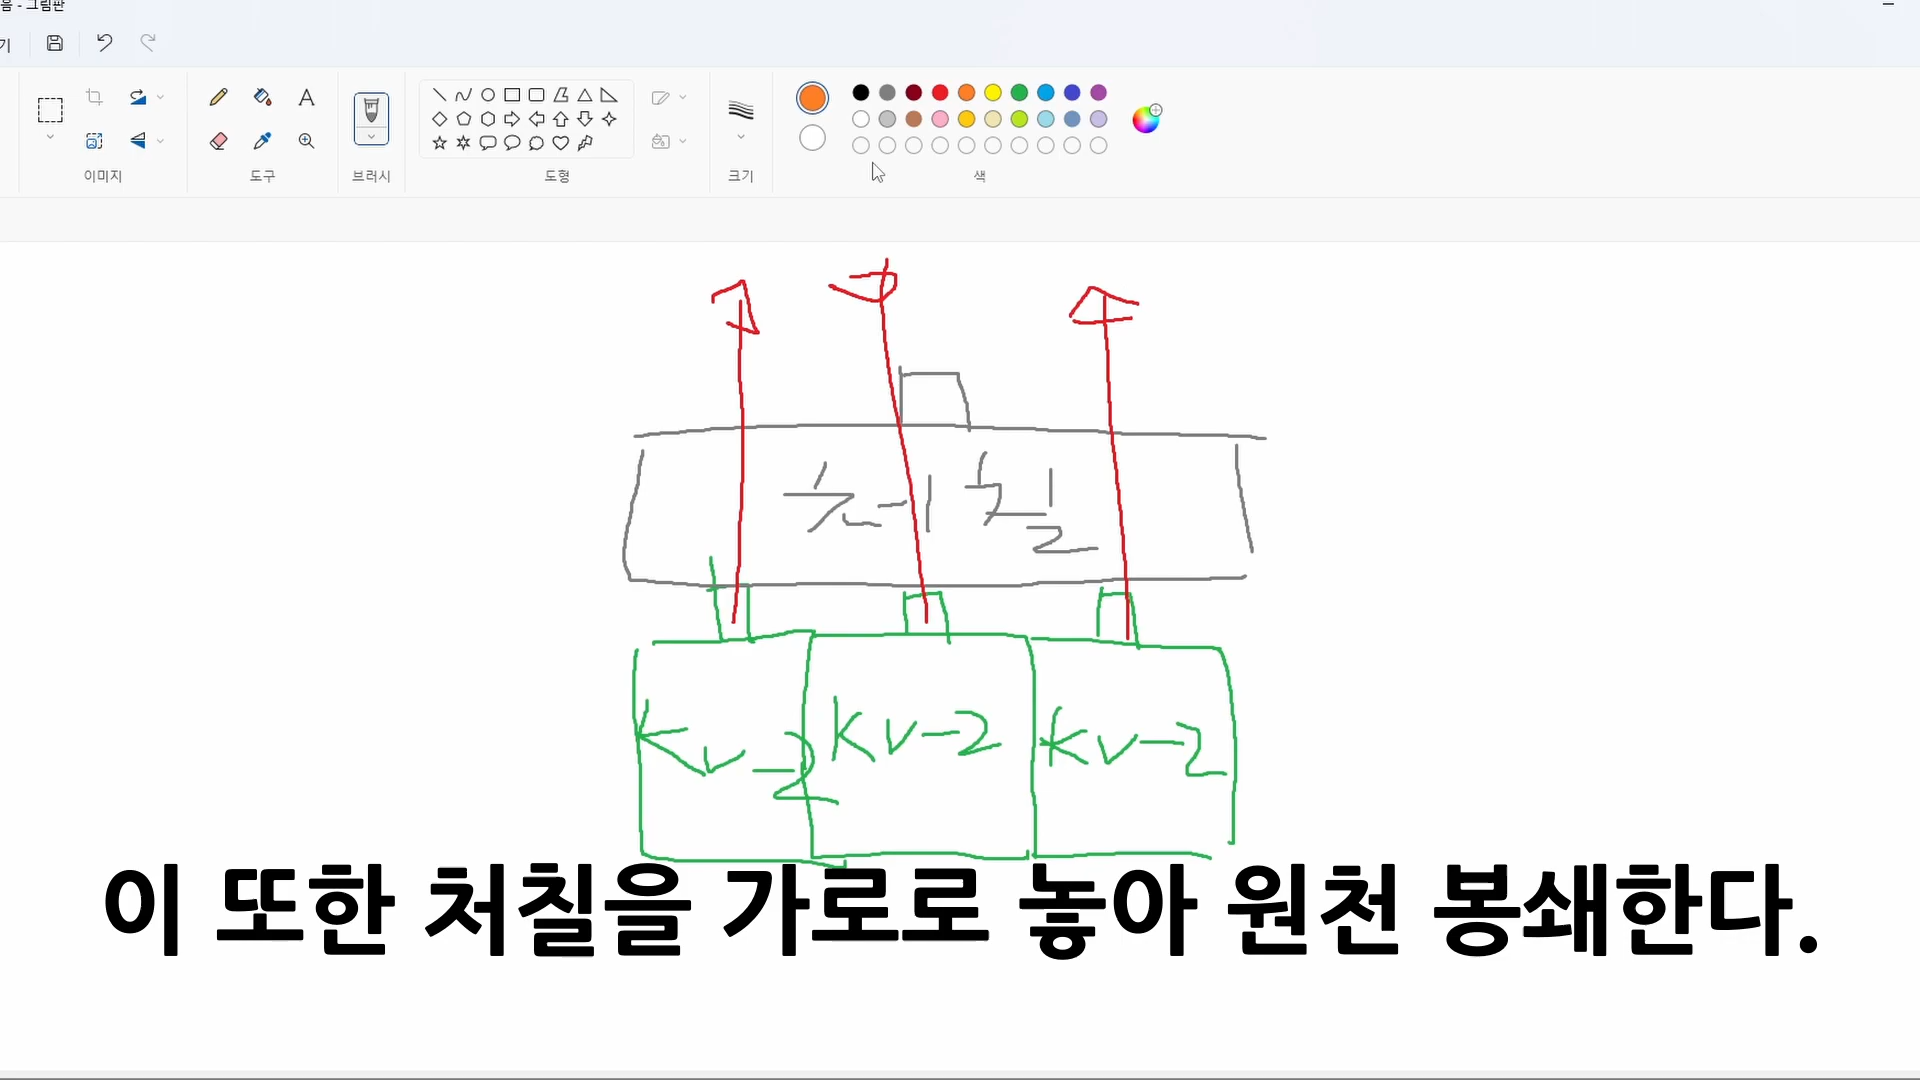 음 - 그림판
기
이미지
도구
브러시
도형
크기
색
KV-2
KV-2
KV-2
이 또한 처칠을 가로로 놓아 원천 봉쇄한다.